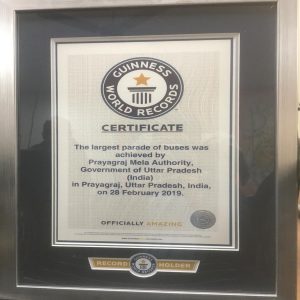 GUINNESS
WORLD RECORDS
CERTIFICATE
The largest parade of buses was
achieved by
Prayagraj Mela Authority,
Government of Uttar Pradesh
(India)
in Prayagraj, Uttar Pradesh, India,
on 28 February 2019.
OFFICIALLY AMAZING
RECORD HOLDER